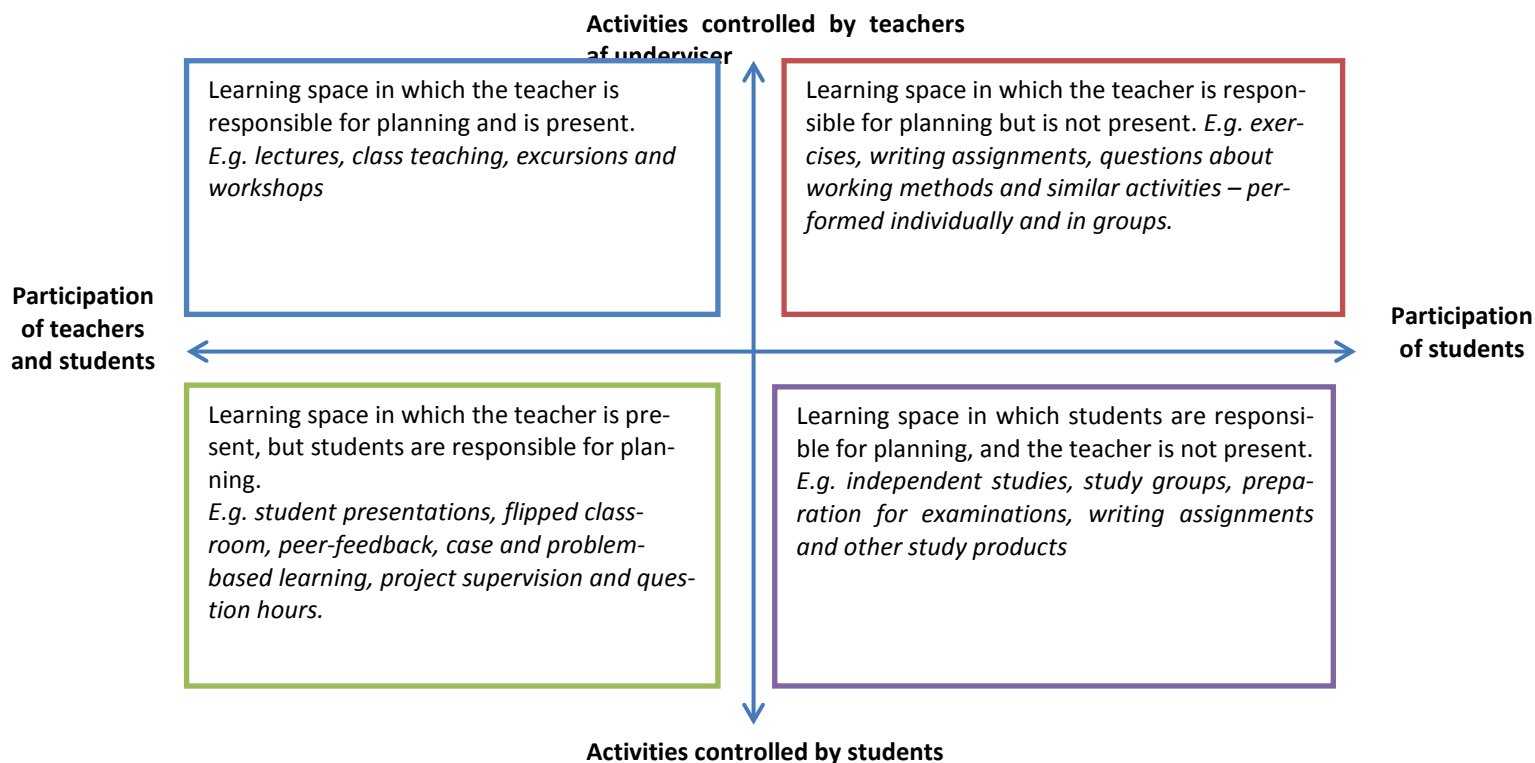 Activities controlled by teachers
af underviser
Learning space in which the teacher is
responsible for planning and is present.
E.g. lectures, class teaching, excursions and
workshops
Learning space in which the teacher is respon-
sible for planning but is not present. E.g. exer-
cises, writing assignments, questions about
working methods and similar activities – per-
formed individually and in groups.
Participation
of teachers
and students
Participation
of students
Learning space in which the teacher is pre-
sent, but students are responsible for plan-
ning.
E.g. student presentations, flipped class-
room, peer-feedback, case and problem-
based learning, project supervision and ques-
tion hours.
Learning space in which students are responsi-
ble for planning, and the teacher is not present.
E.g. independent studies, study groups, prepa-
ration for examinations, writing assignments
and other study products
Activities controlled by students